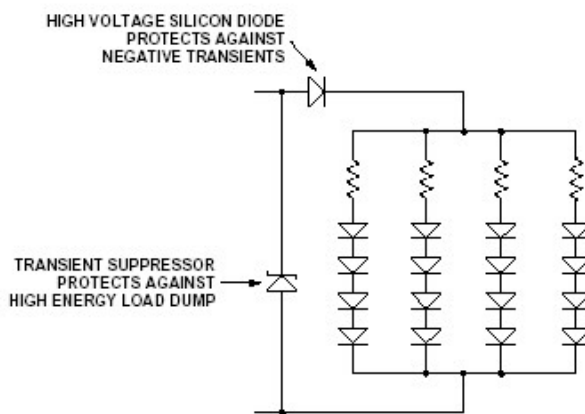 HIGH VOLTAGE SILICON DIODE
PROTECTS AGAINST
NEGATIVE TRANSIENTS
TRANSIENT SUPPRESSOR
PROTECTS AGAINST
HIGH ENERGY LOAD DUMP